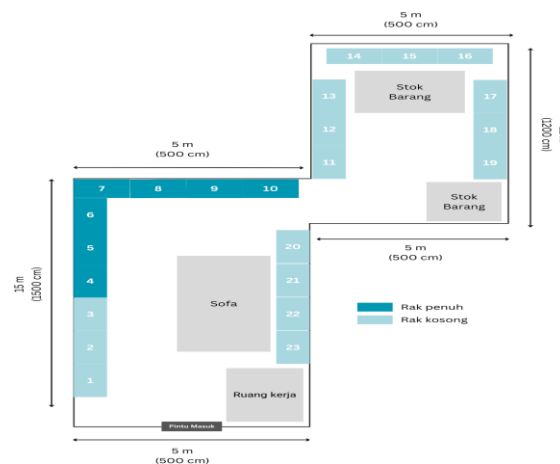 5 m
(500 cm)
14
15
16
Stok
Barang
13
12
11
17
18
19
(1200 cm)
Stok
Barang
5 m
(500 cm)
5 m
(500 cm)
7
8
9
10
6
5
4
3
2
1
15 m
(1500 cm)
Sofa
20
21
22
23
Rak penuh
Rak kosong
Ruang kerja
Pintu Masuk
5 m
(500 cm)